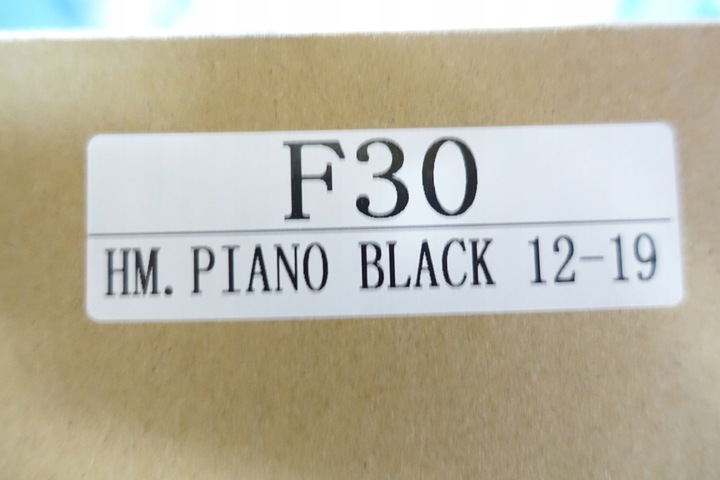 F30
HM. PIANO BLACK 12-19